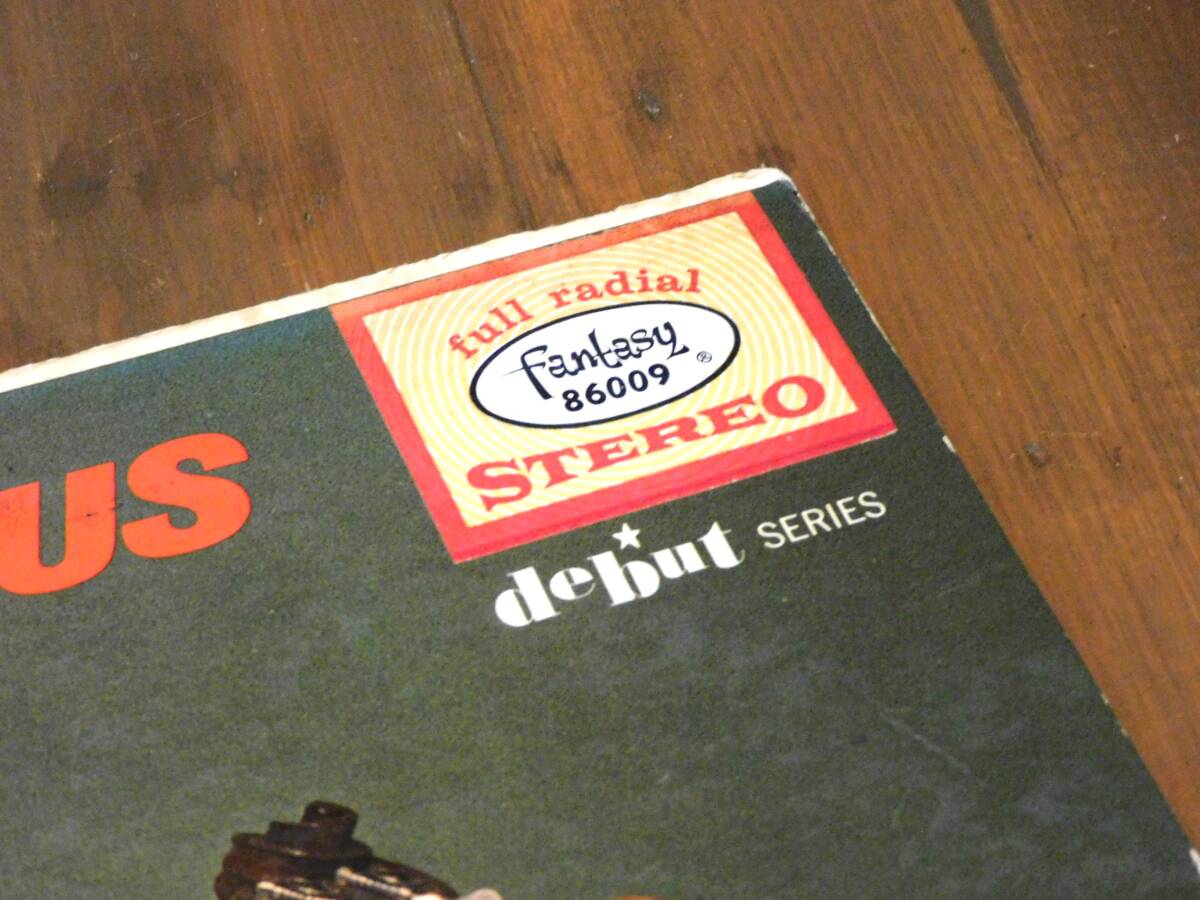 full radial
Fantasy ®
86009
STEREO
US
debut SERIES